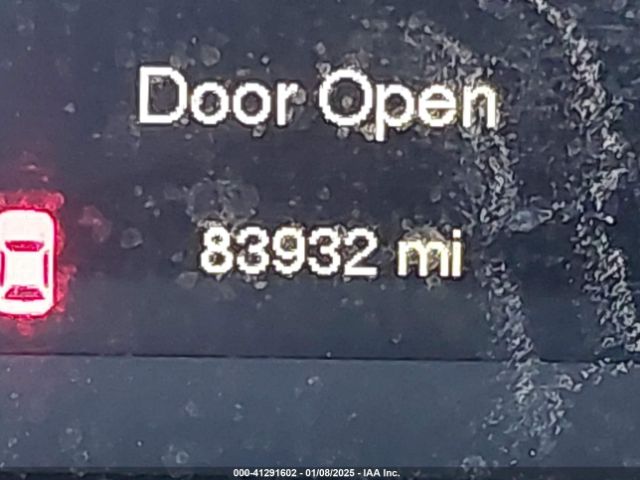 Door Open
83932 mi
000-41291602 - 01/08/2025 - IAA Inc.